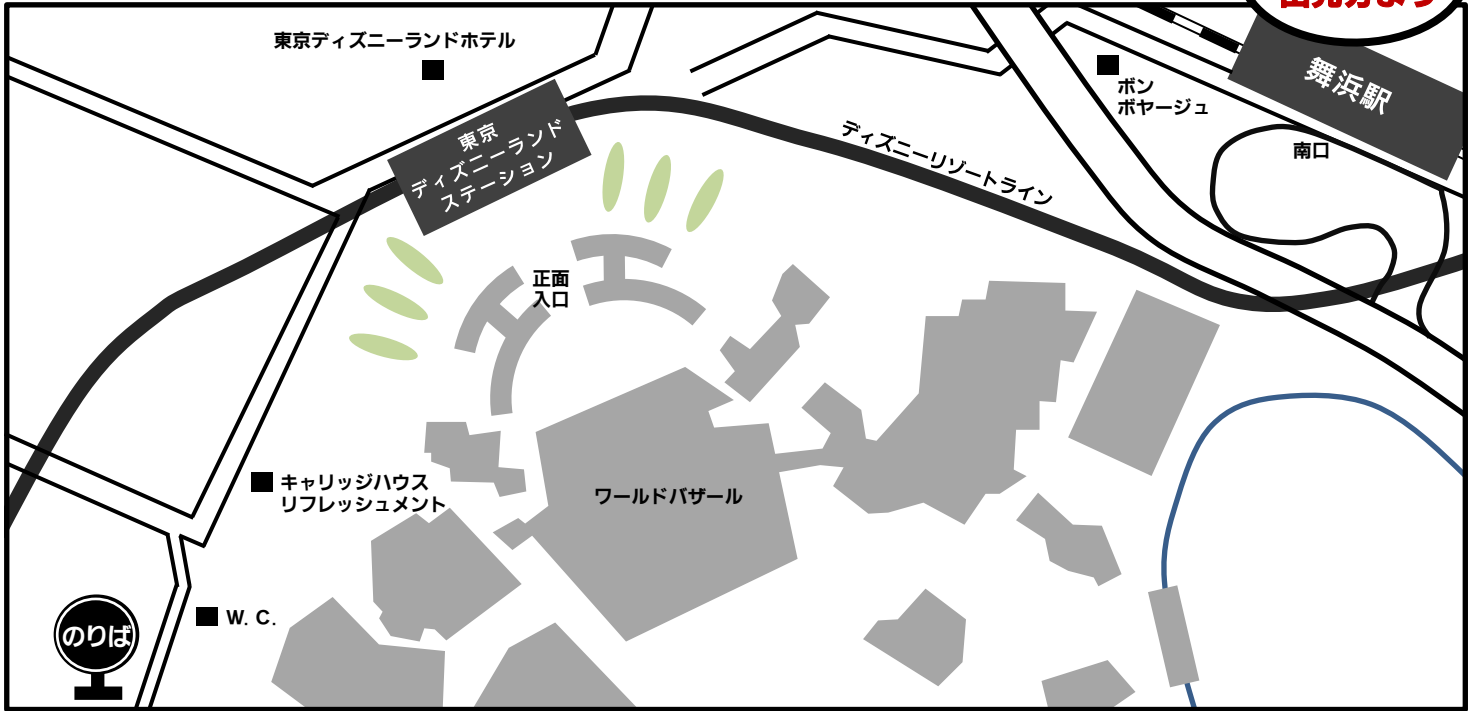 東京ディズニーランドホテル
東京
ディズニーランド
ステーション
ディズニーリゾートライン
ボン
ボヤージュ
舞浜駅
南口
正面
入口
キャリッジハウス
リフレッシュメント
ワールドバザール
W. C.
のりば